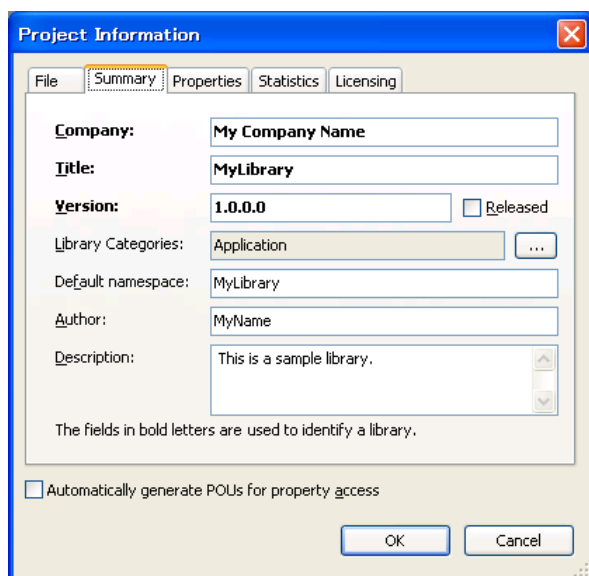 Project Information
File Summary Properties Statistics Licensing
Company: My Company Name
Title: MyLibrary
Version: 1.0.0.0 Released
Library Categories: Application ...
Default namespace: MyLibrary
Author: MyName
Description: This is a sample library.
The fields in bold letters are used to identify a library.
Automatically generate POUs for property access
OK Cancel